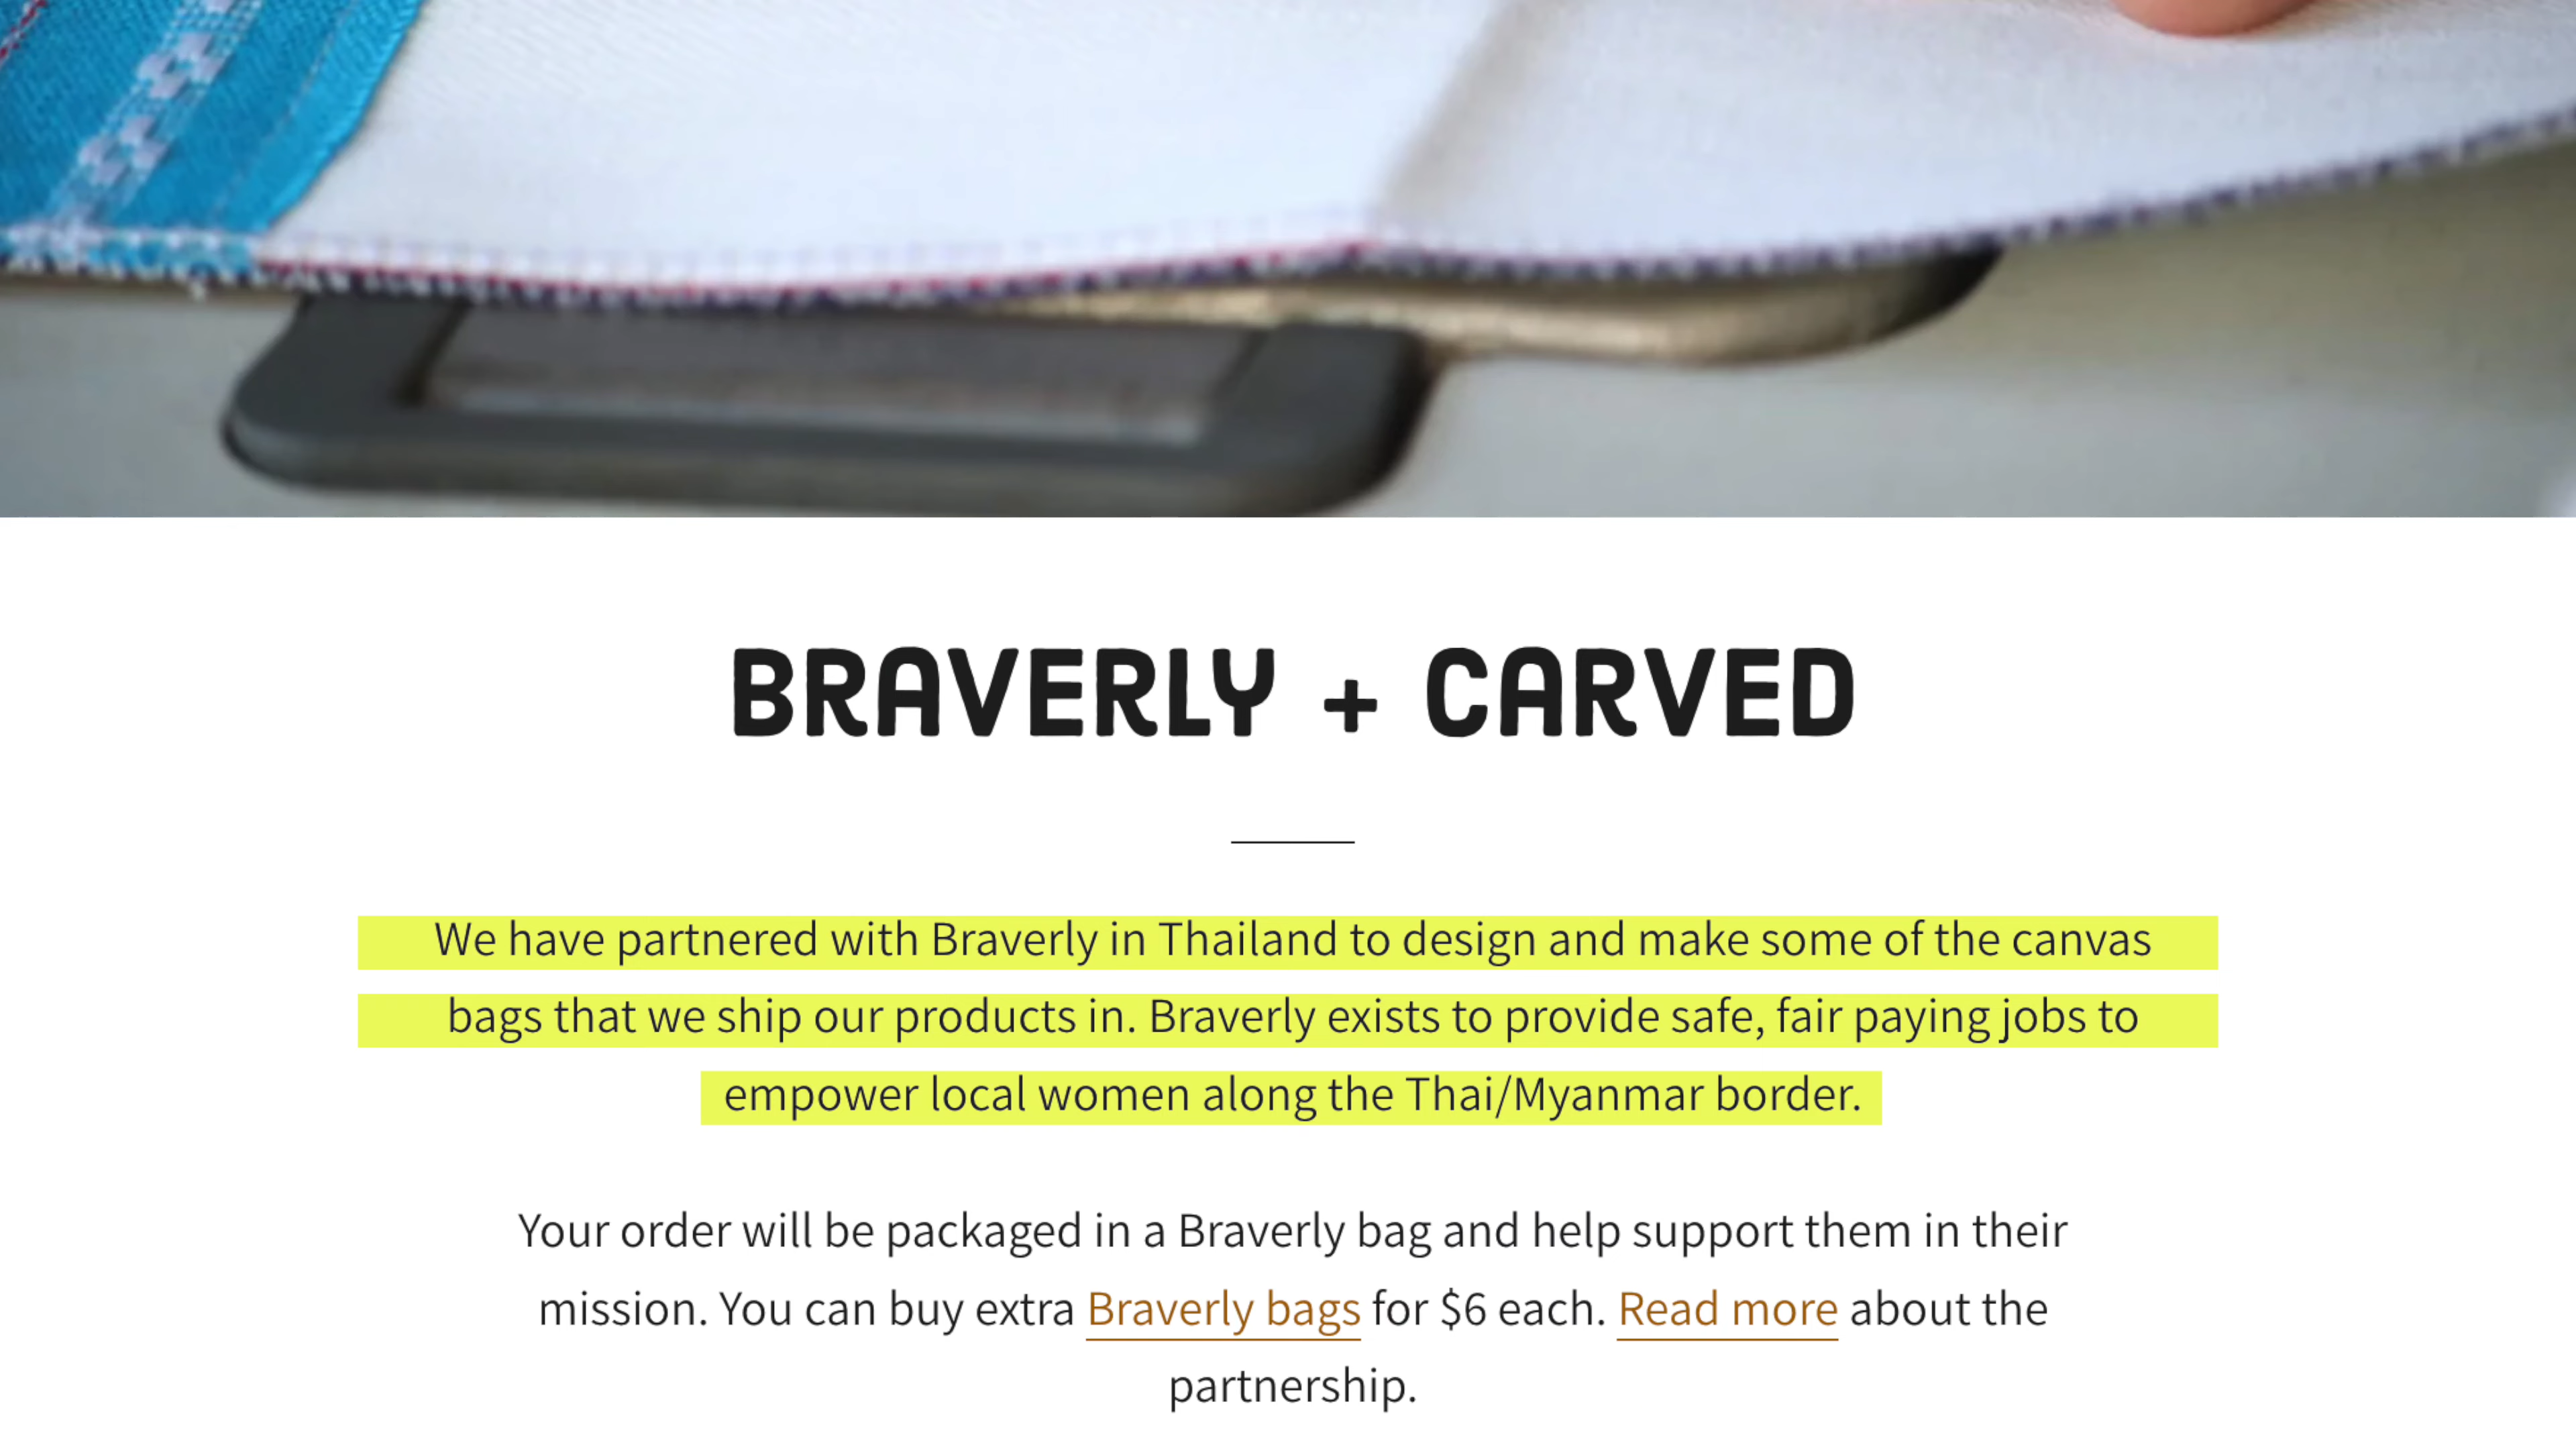 BRAVERLY + CARVED
We have partnered with Braverly in Thailand to design and make some of the canvas
bags that we ship our products in. Braverly exists to provide safe, fair paying jobs to
empower local women along the Thai/Myanmar border.
Your order will be packaged in a Braverly bag and help support them in their
mission. You can buy extra Braverly bags for $6 each. Read more about the
partnership.